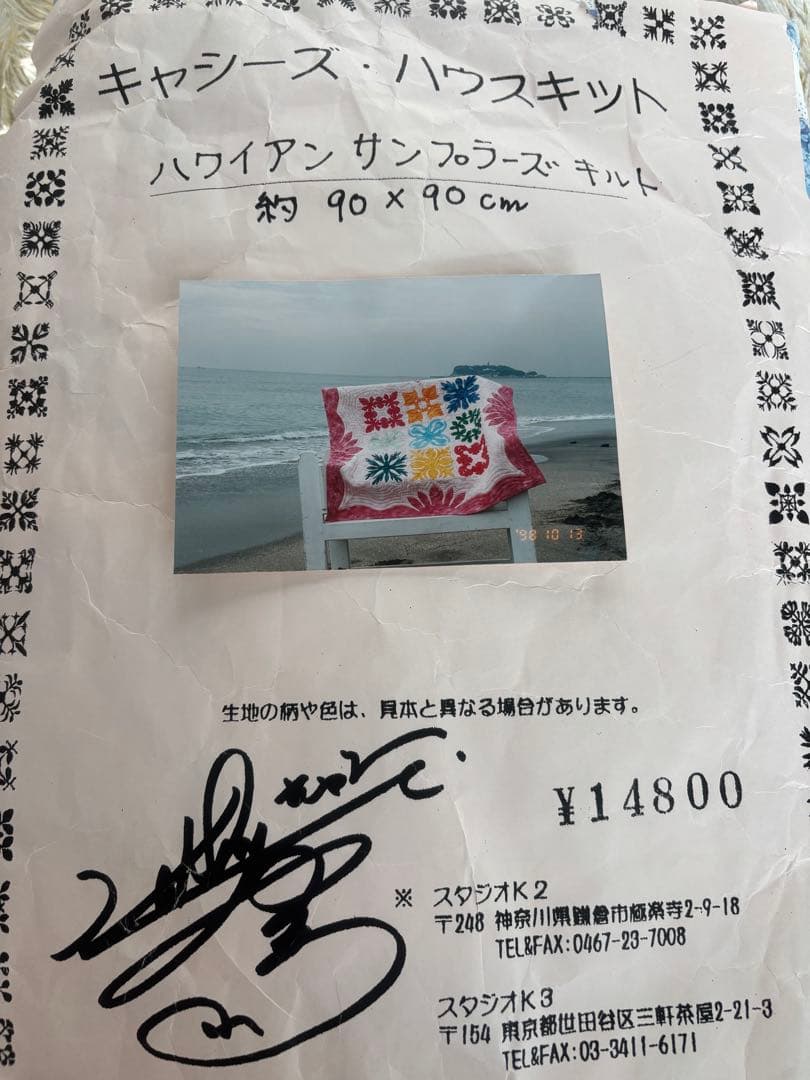 キャシーズ・ハウスキット
ハワイアン サンプラーズ キルト
約 90 × 90 cm
'98 10 13
生地の柄や色は、見本と異なる場合があります。
¥14800
※ スタジオK2
〒248 神奈川県鎌倉市極楽寺2-9-18
TEL&FAX:0467-23-7008
スタジオK3
〒154 東京都世田谷区三軒茶屋2-21-3
TEL&FAX:03-3411-6171